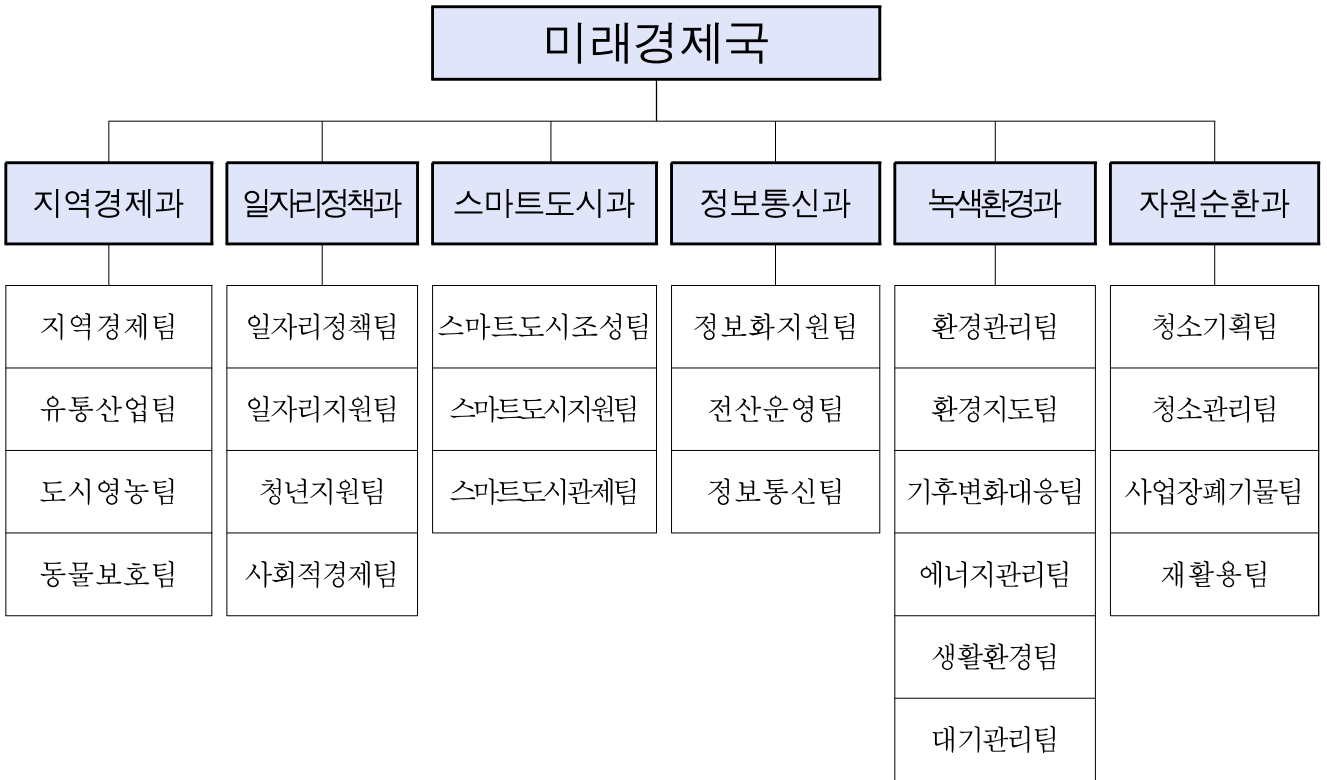 미래경제국
지역경제과 일자리정책과 스마트도시과 정보통신과 녹색환경과 자원순환과
지역경제팀 일자리정책팀 스마트도시조성팀 정보화지원팀 환경관리팀 청소기획팀
유통산업팀 일자리지원팀 스마트도시지원팀 전산운영팀 환경지도팀 청소관리팀
도시영농팀 청년지원팀 스마트도시관제팀 정보통신팀 기후변화대응팀 사업장폐기물팀
동물보호팀 사회적경제팀 에너지관리팀 재활용팀
생활환경팀
대기관리팀